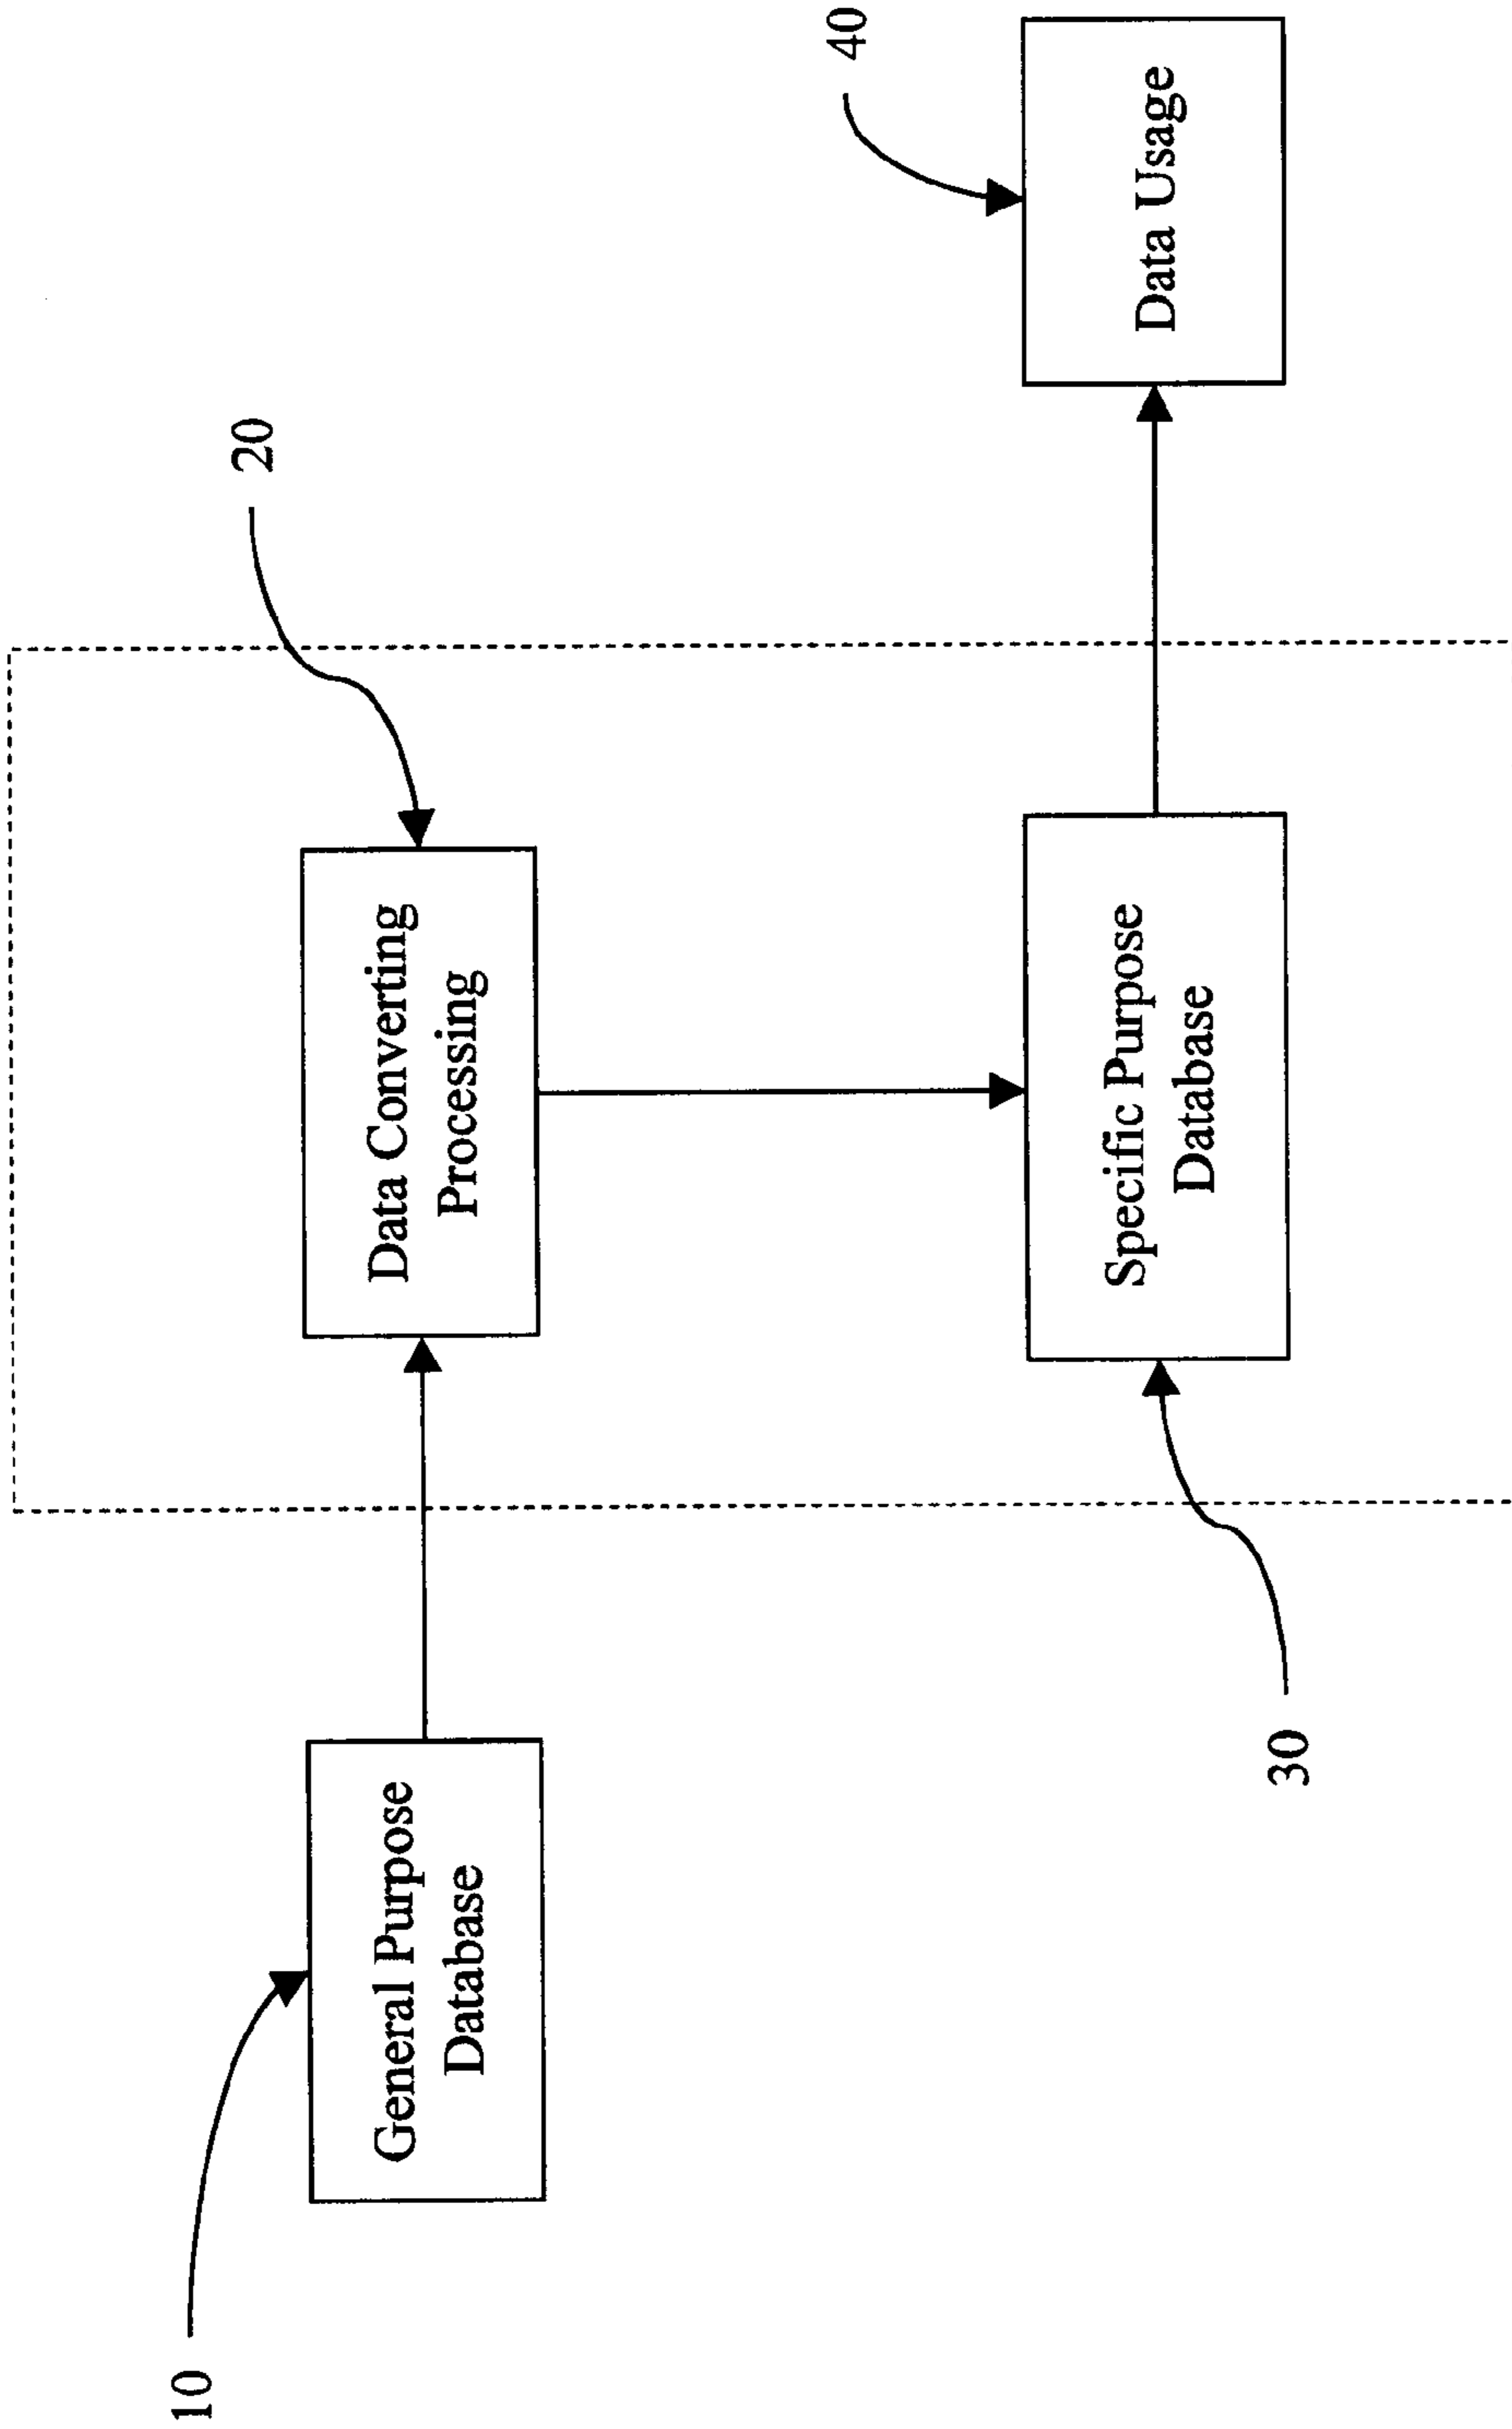 10
General Purpose
Database
20
Data Converting
Processing
30
Specific Purpose
Database
40
Data Usage